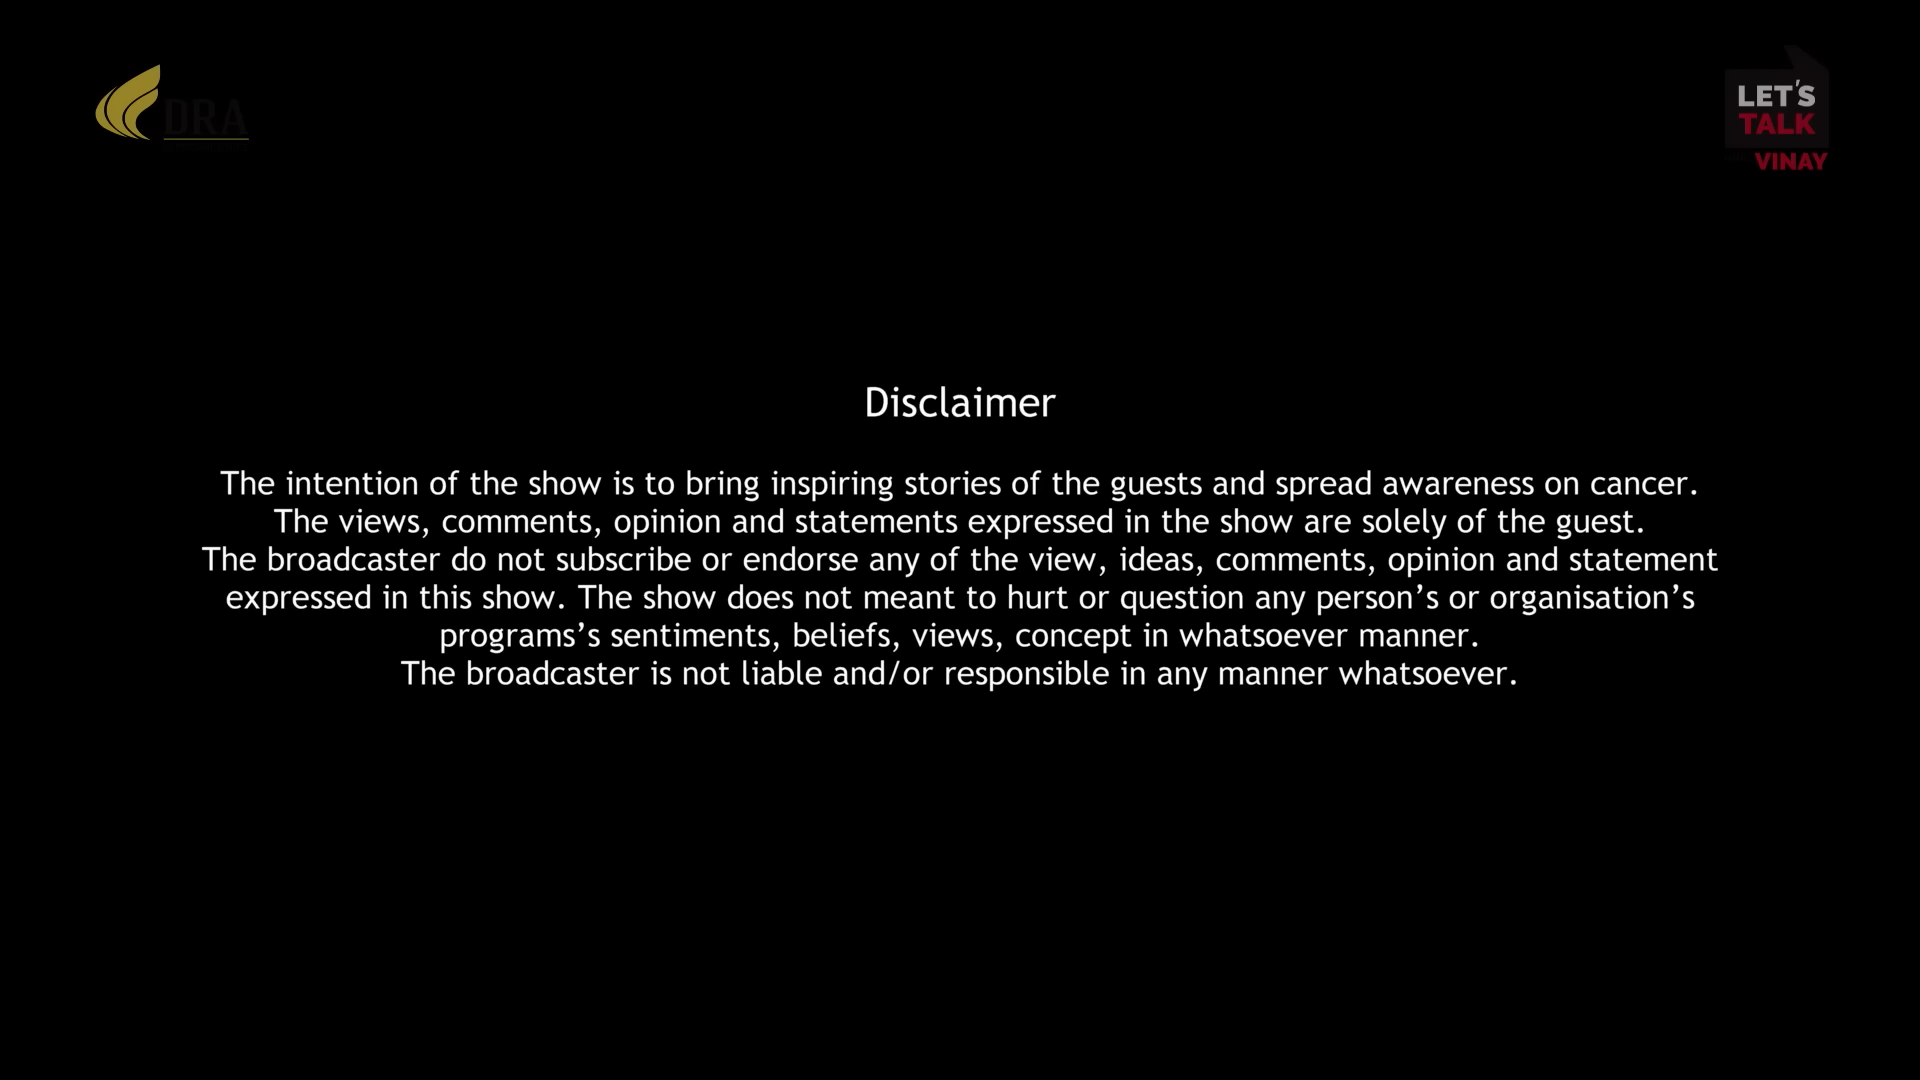 DRA
LET'S
TALK
VINAY
Disclaimer
The intention of the show is to bring inspiring stories of the guests and spread awareness on cancer.
The views, comments, opinion and statements expressed in the show are solely of the guest.
The broadcaster do not subscribe or endorse any of the view, ideas, comments, opinion and statement
expressed in this show. The show does not meant to hurt or question any person’s or organisation’s
programs’s sentiments, beliefs, views, concept in whatsoever manner.
The broadcaster is not liable and/or responsible in any manner whatsoever.